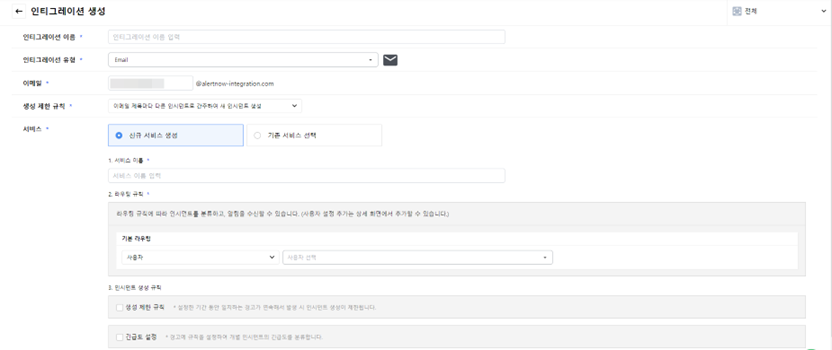 ← 인티그레이션 생성
전체
인티그레이션 이름 *
인티그레이션 이름 입력
인티그레이션 유형 *
Email
이메일 *
@alertnow-integration.com
생성 제한 규칙 *
이메일 제목마다 다른 인시던트로 간주하여 새 인시던트 생성
서비스 *
신규 서비스 생성
기존 서비스 선택
1. 서비스 이름 *
서비스 이름 입력
2. 라우팅 규칙 *
라우팅 규칙에 따라 인시던트를 분류하고, 알림을 수신할 수 있습니다. (사용자 설정 추가는 상세 화면에서 추가할 수 있습니다.)
기본 라우팅
사용자
사용자 선택
3. 인시던트 생성 규칙
생성 제한 규칙
* 설정한 기간 동안 일치하는 경고가 연속해서 발생 시 인시던트 생성이 제한됩니다.
긴급도 설정
* 경고에 규칙을 설정하여 개별 인시던트의 긴급도를 분류합니다.